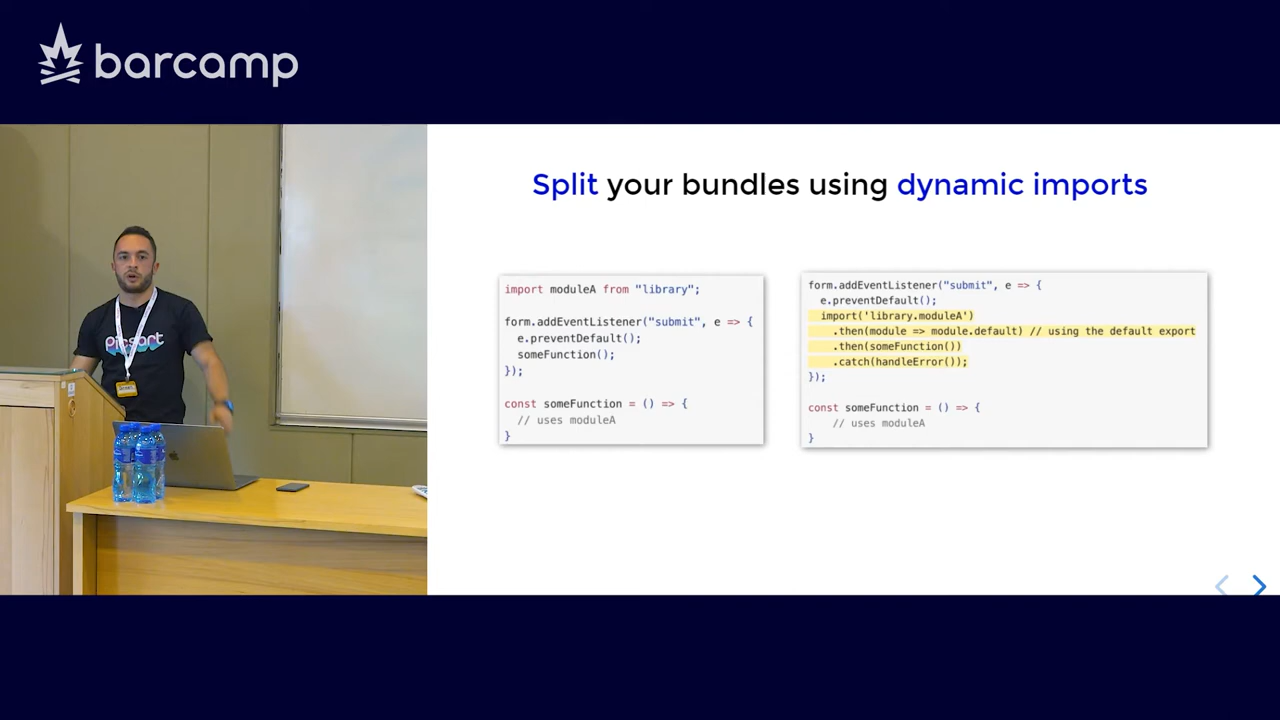 barcamp
Split your bundles using dynamic imports
import moduleA from "library";
form.addEventListener("submit", e => {
e.preventDefault();
someFunction();
});
const someFunction = () => {
// uses moduleA
}
form.addEventListener("submit", e => {
e.preventDefault();
import('library.moduleA')
.then(module => module.default) // using the default export
.then(someFunction())
.catch(handleError());
});
const someFunction = () => {
// uses moduleA
}
Picsart